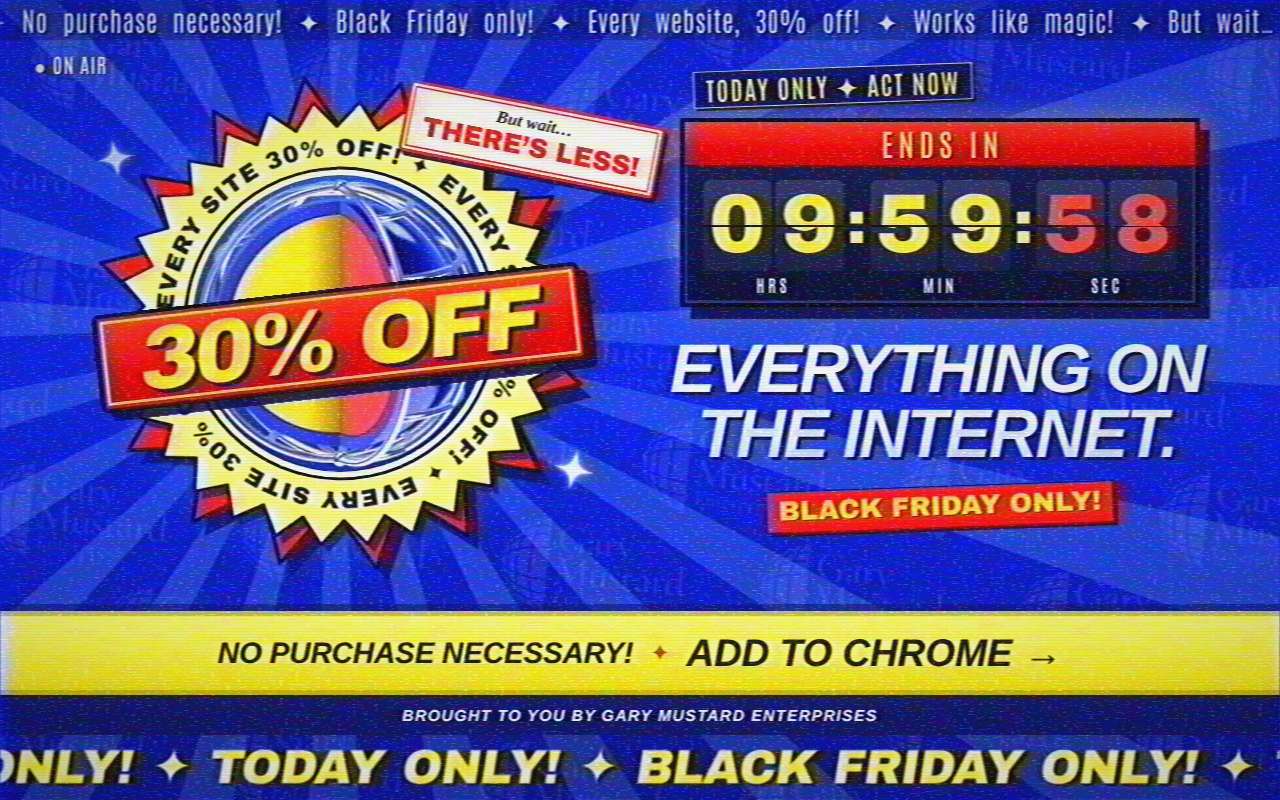 No purchase necessary! ✦ Black Friday only! ✦ Every website, 30% off! ✦ Works like magic! ✦ But wait…
● ON AIR
TODAY ONLY ✦ ACT NOW
But wait…
THERE'S LESS!
EVERY SITE 30% OFF! ✦ EVERY SITE 30% OFF! ✦
30% OFF
ENDS IN
09:59:58
HRS MIN SEC
EVERYTHING ON
THE INTERNET.
BLACK FRIDAY ONLY!
NO PURCHASE NECESSARY! ✦ ADD TO CHROME →
BROUGHT TO YOU BY GARY MUSTARD ENTERPRISES
ONLY! ✦ TODAY ONLY! ✦ BLACK FRIDAY ONLY! ✦
Gary
Mustard